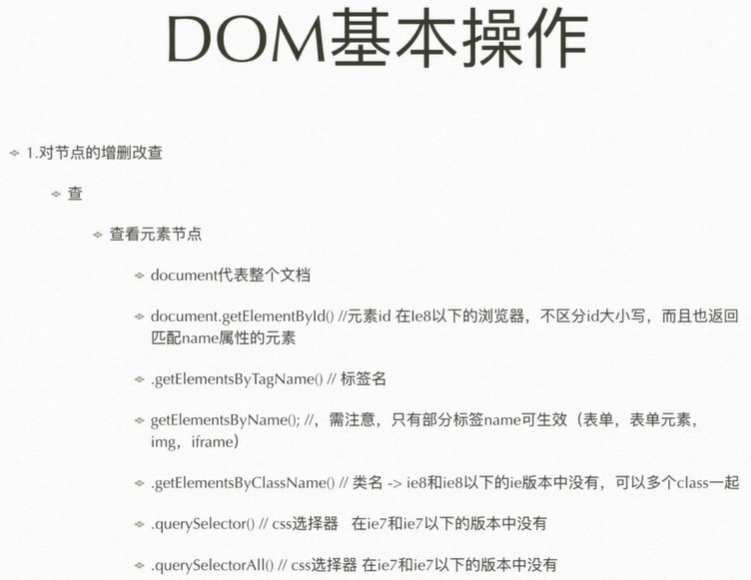 DOM基本操作
1.对节点的增删改查
查
查看元素节点
document代表整个文档
document.getElementById() //元素id 在Ie8以下的浏览器，不区分id大小写，而且也返回
匹配name属性的元素
.getElementsByTagName() // 标签名
getElementsByName(); //，需注意，只有部分标签name可生效（表单，表单元素，
img，iframe）
.getElementsByClassName() // 类名 -> ie8和ie8以下的ie版本中没有，可以多个class一起
.querySelector() // css选择器 在ie7和ie7以下的版本中没有
.querySelectorAll() // css选择器 在ie7和ie7以下的版本中没有